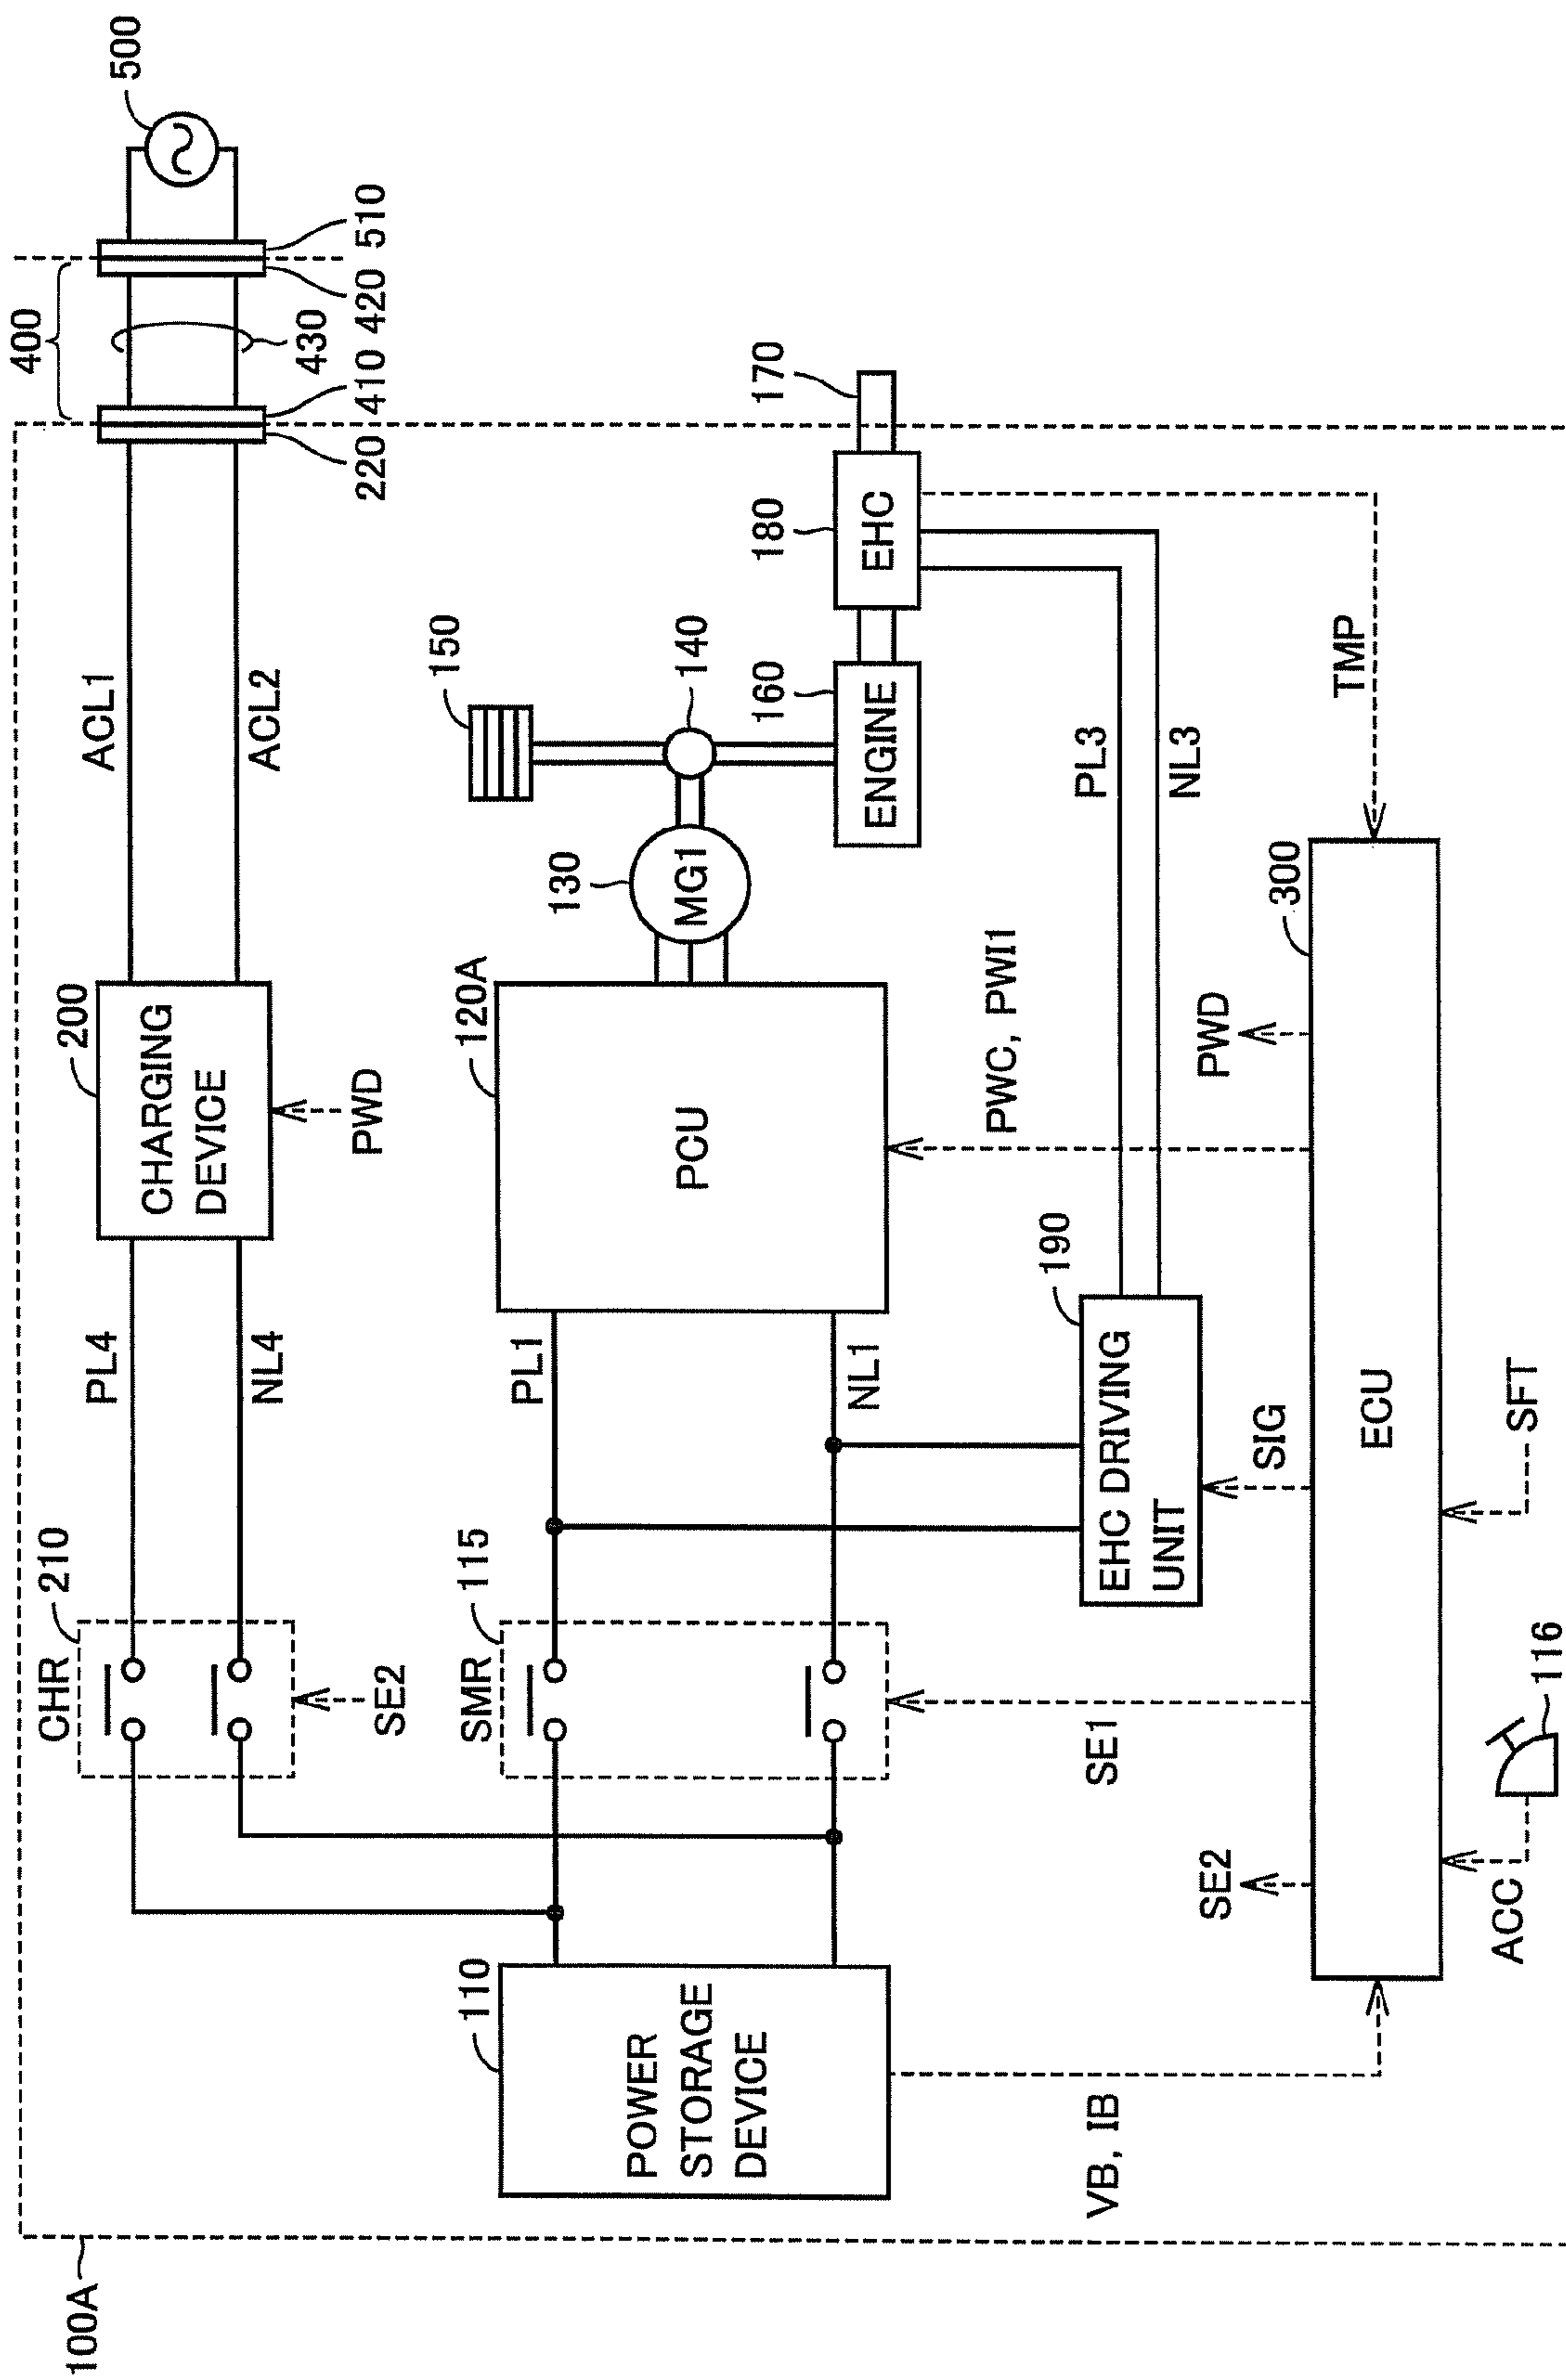 100A
400
500
220
410
420
510
430
ACL1
ACL2
CHR
210
PL4
NL4
200
CHARGING
DEVICE
SE2
PWD
110
POWER
STORAGE
DEVICE
SMR
115
PL1
NL1
120A
PCU
130
MG1
150
140
160
ENGINE
180
EHC
170
190
EHC DRIVING
UNIT
PL3
NL3
VB, IB
SE2
SE1
SIG
PWC, PWI1
PWD
TMP
300
ECU
ACC
116
SFT